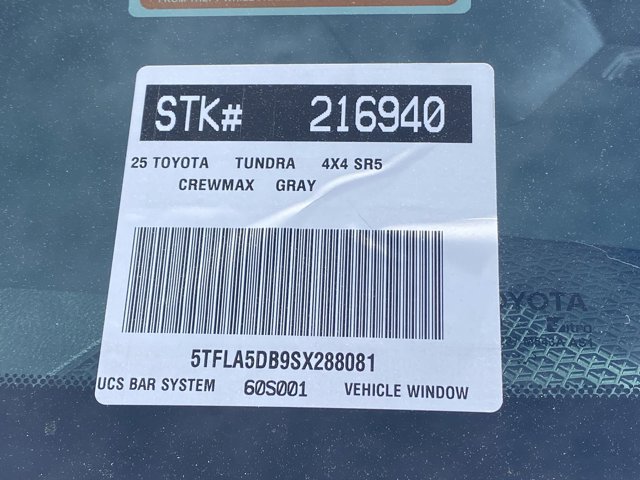 STK# 216940
25 TOYOTA TUNDRA 4X4 SR5
CREWMAX GRAY
5TFLA5DB9SX288081
UCS BAR SYSTEM 60S001 VEHICLE WINDOW
TOYOTA